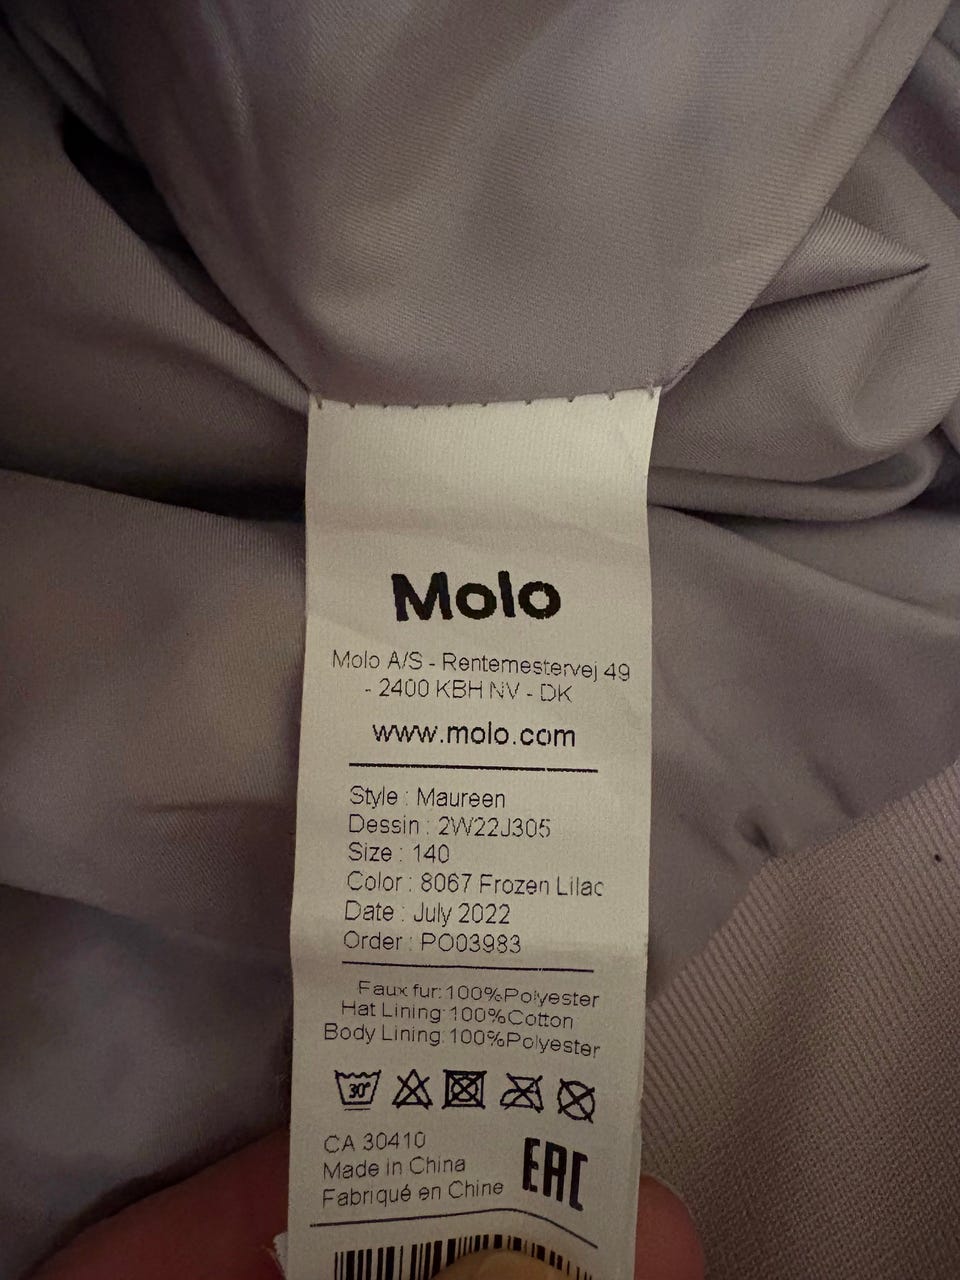 Molo
Molo A/S - Rentemestervej 49
- 2400 KBH NV - DK
www.molo.com
Style : Maureen
Dessin : 2W22J305
Size : 140
Color : 8067 Frozen Lilac
Date : July 2022
Order : PO03983
Faux fur:100%Polyester
Hat Lining:100%Cotton
Body Lining:100%Polyester
30°
CA 30410
Made in China
Fabriqué en Chine
EAC